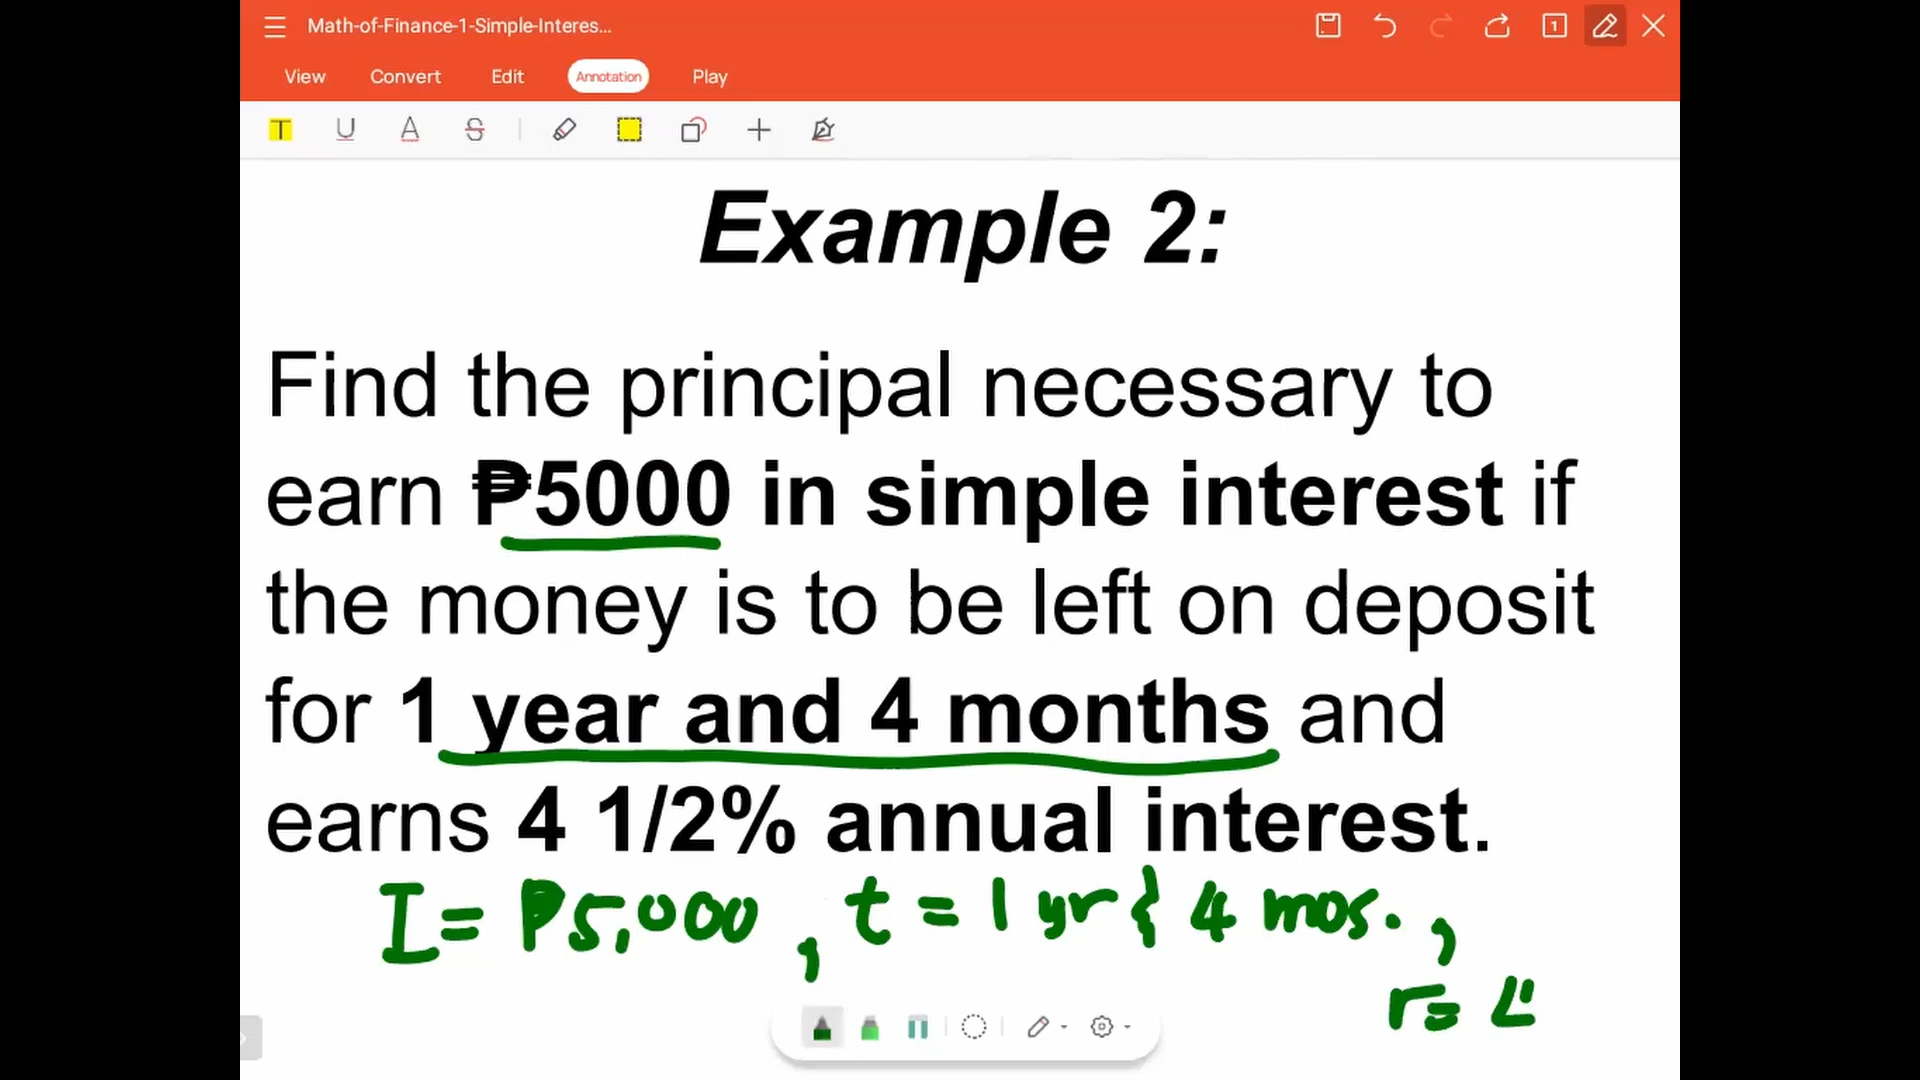 Math-of-Finance-1-Simple-Interes...
1
View Convert Edit Annotation Play
T U A S
Example 2:
Find the principal necessary to
earn ₱5000 in simple interest if
the money is to be left on deposit
for 1 year and 4 months and
earns 4 1/2% annual interest.
I = ₱5,000 , t = 1 yr & 4 mos. ,
r =